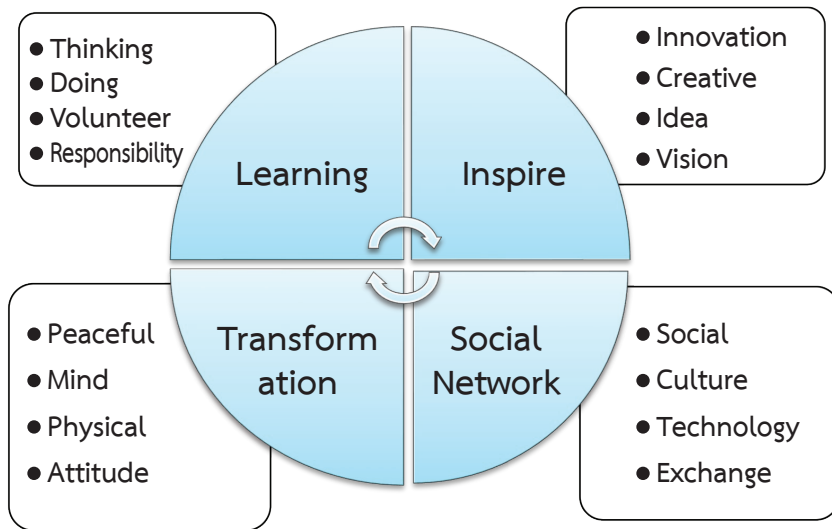 ● Thinking
● Doing
● Volunteer
● Responsibility
Learning
Inspire
● Innovation
● Creative
● Idea
● Vision
● Peaceful
● Mind
● Physical
● Attitude
Transform
ation
Social
Network
● Social
● Culture
● Technology
● Exchange